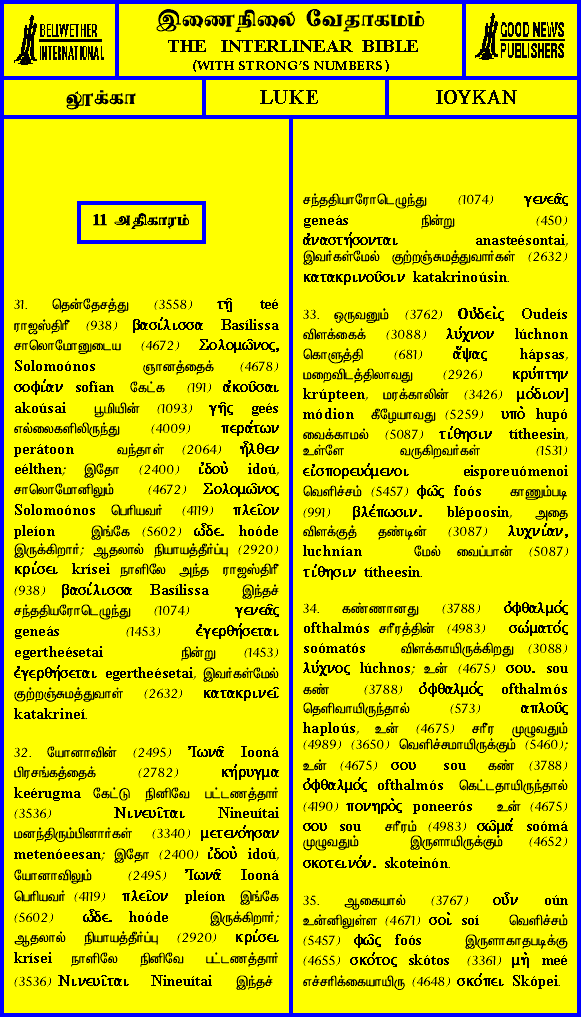 BELLWETHER
INTERNATIONAL
இணைநிலை வேதாகமம்
THE INTERLINEAR BIBLE
(WITH STRONG'S NUMBERS)
GOOD NEWS
PUBLISHERS
லூக்கா
LUKE
ΙΟΥΚΑΝ
11 அதிகாரம்
31. தென்தேசத்து (3558) τῇ teé
ராஜஸ்திரீ (938) βασίλισσα Basílissa
சாலொமோனுடைய (4672) Σολομῶνος,
Solomoónos ஞானத்தைக் (4678)
σοφίαν sofían கேட்க (191) ἀκοῦσαι
akoúsai பூமியின் (1093) γῆς geés
எல்லைகளிலிருந்து (4009) περάτων
perátoon வந்தாள் (2064) ἦλθεν
eélthen; இதோ (2400) ἰδοὺ idoú,
சாலொமோனிலும் (4672) Σολομῶνος
Solomoónos பெரியவர் (4119) πλεῖον
pleíon இங்கே (5602) ὧδε. hoóde
இருக்கிறார்; ஆதலால் நியாயத்தீர்ப்பு (2920)
κρίσει krísei நாளிலே அந்த ராஜஸ்திரீ
(938) βασίλισσα Basílissa இந்தச்
சந்ததியரோடெழுந்து (1074) γενεᾶς
geneás (1453) ἐγερθήσεται
egertheésetai நின்று (1453)
ἐγερθήσεται egertheésetai, இவர்கள்மேல்
குற்றஞ்சுமத்துவாள் (2632) κατακρινεῖ
katakrineí.
32. யோனாவின் (2495) Ἰωνᾶ Iooná
பிரசங்கத்தைக் (2782) κήρυγμα
keérugma கேட்டு நினிவே பட்டணத்தார்
(3536) Νινευῖται Nineuítai
மனந்திரும்பினார்கள் (3340) μετενόησαν
metenóeesan; இதோ (2400) ἰδοὺ idoú,
யோனாவிலும் (2495) Ἰωνᾶ Iooná
பெரியவர் (4119) πλεῖον pleíon இங்கே
(5602) ὧδε. hoóde இருக்கிறார்;
ஆதலால் நியாயத்தீர்ப்பு (2920) κρίσει
krísei நாளிலே நினிவே பட்டணத்தார்
(3536) Νινευῖται Nineuítai இந்தச்
சந்ததியாரோடெழுந்து (1074) γενεᾶς
geneás நின்று (450)
ἀναστήσονται anasteésontai,
இவர்கள்மேல் குற்றஞ்சுமத்துவார்கள் (2632)
κατακρινοῦσιν katakrinoúsin.
33. ஒருவனும் (3762) Οὐδεὶς Oudeís
விளக்கைக் (3088) λύχνον lúchnon
கொளுத்தி (681) ἅψας hápsas,
மறைவிடத்திலாவது (2926) κρύπτην
krúpteen, மரக்காலின் (3426) μόδιον]
módion கீழேயாவது (5259) ὑπὸ hupó
வைக்காமல் (5087) τίθησιν títheesin,
உள்ளே வருகிறவர்கள் (1531)
εἰσπορευόμενοι eisporeuómenoi
வெளிச்சம் (5457) φῶς foós காணும்படி
(991) βλέπωσιν. blépoosin, அதை
விளக்குத் தண்டின் (3087) λυχνίαν,
luchnían மேல் வைப்பான் (5087)
τίθησιν títheesin.
34. கண்ணானது (3788) ὀφθαλμός
ofthalmós சரீரத்தின் (4983) σώματός
soómatós விளக்காயிருக்கிறது (3088)
λύχνος lúchnos; உன் (4675) σου. sou
கண் (3788) ὀφθαλμός ofthalmós
தெளிவாயிருந்தால் (573) απλοῦς
haploús, உன் (4675) சரீர முழுவதும்
(4989) (3650) வெளிச்சமாயிருக்கும் (5460);
உன் (4675) σου sou கண் (3788)
ὀφθαλμός ofthalmós கெட்டதாயிருந்தால்
(4190) πονηρὸς poneerós உன் (4675)
σου sou சரீரம் (4983) σῶμά soómá
முழுவதும் இருளாயிருக்கும் (4652)
σκοτεινόν. skoteinón.
35. ஆகையால் (3767) οὖν oún
உன்னிலுள்ள (4671) σοὶ soí வெளிச்சம்
(5457) φῶς foós இருளாகாதபடிக்கு
(4655) σκότος skótos (3361) μὴ meé
எச்சரிக்கையாயிரு (4648) σκόπει Skópei.